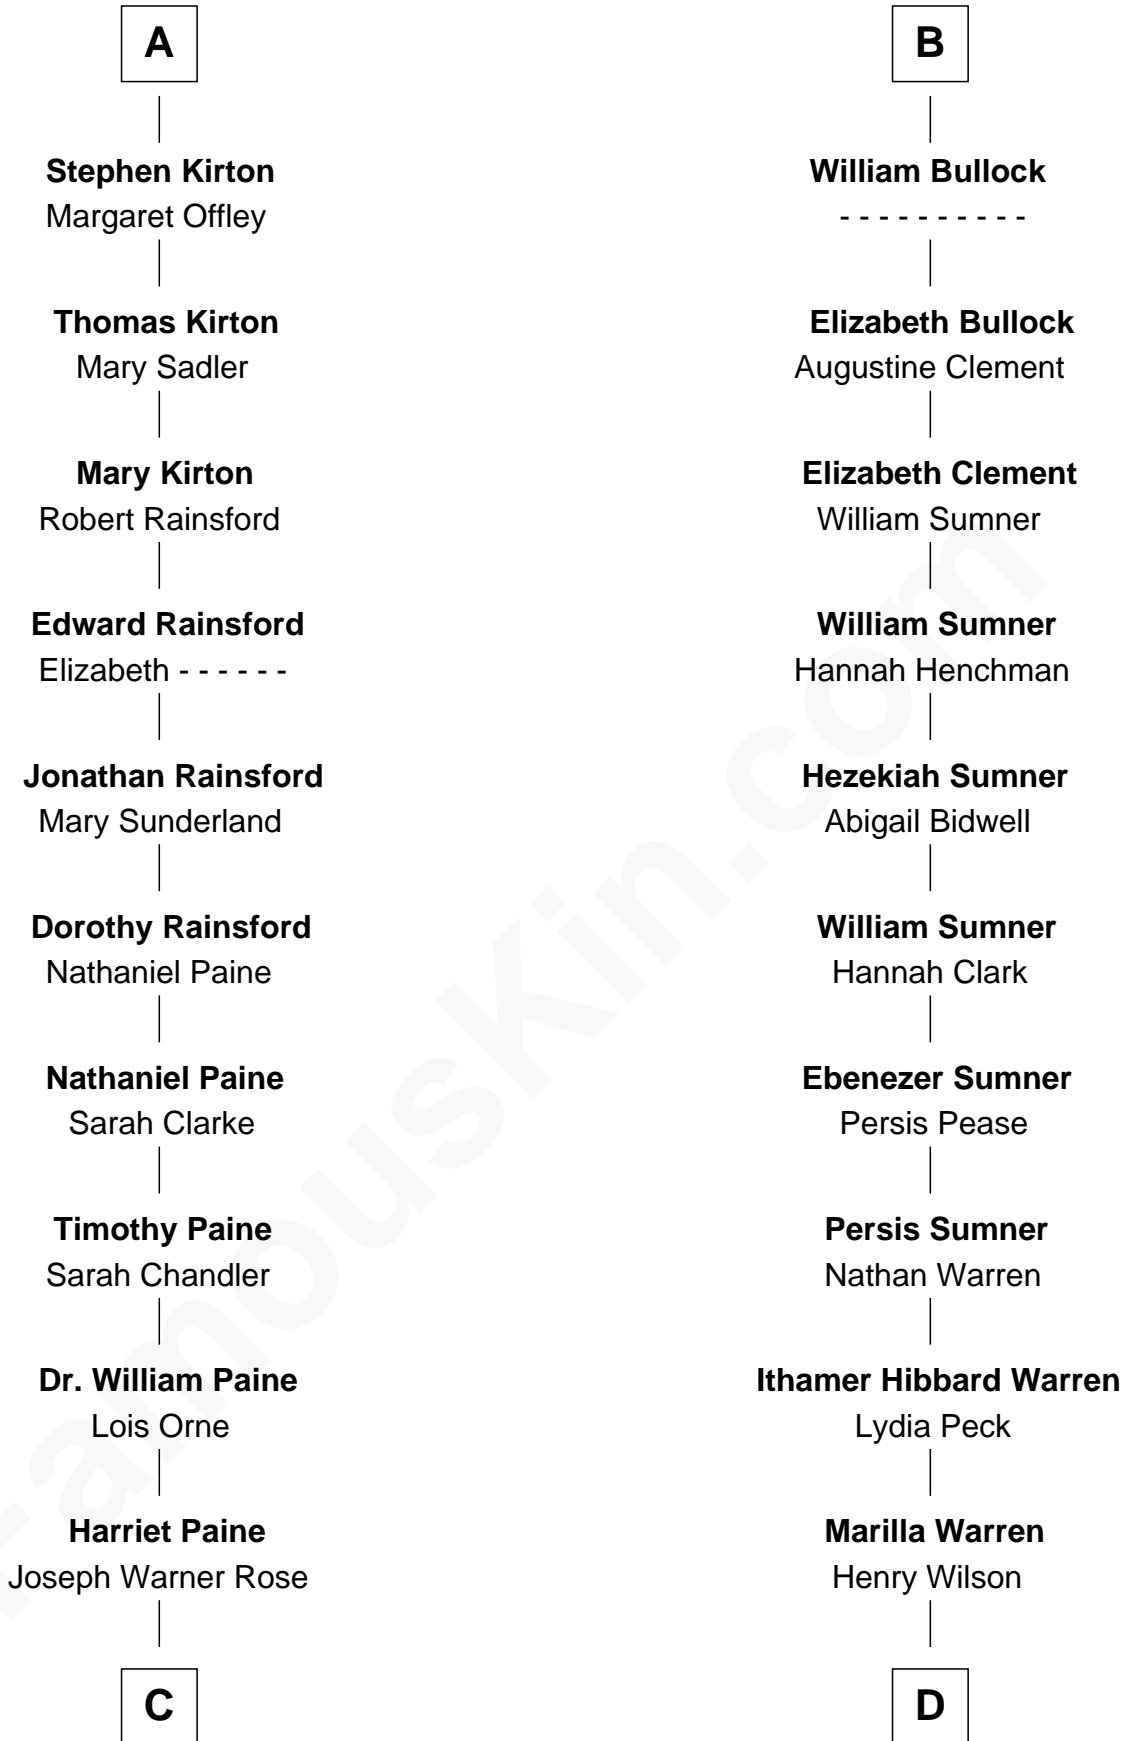 A
Stephen Kirton
Margaret Offley
Thomas Kirton
Mary Sadler
Mary Kirton
Robert Rainsford
Edward Rainsford
Elizabeth - - - - - -
Jonathan Rainsford
Mary Sunderland
Dorothy Rainsford
Nathaniel Paine
Nathaniel Paine
Sarah Clarke
Timothy Paine
Sarah Chandler
Dr. William Paine
Lois Orne
Harriet Paine
Joseph Warner Rose
C
B
William Bullock
- - - - - - - - - -
Elizabeth Bullock
Augustine Clement
Elizabeth Clement
William Sumner
William Sumner
Hannah Henchman
Hezekiah Sumner
Abigail Bidwell
William Sumner
Hannah Clark
Ebenezer Sumner
Persis Pease
Persis Sumner
Nathan Warren
Ithamer Hibbard Warren
Lydia Peck
Marilla Warren
Henry Wilson
D
FamousKin.com